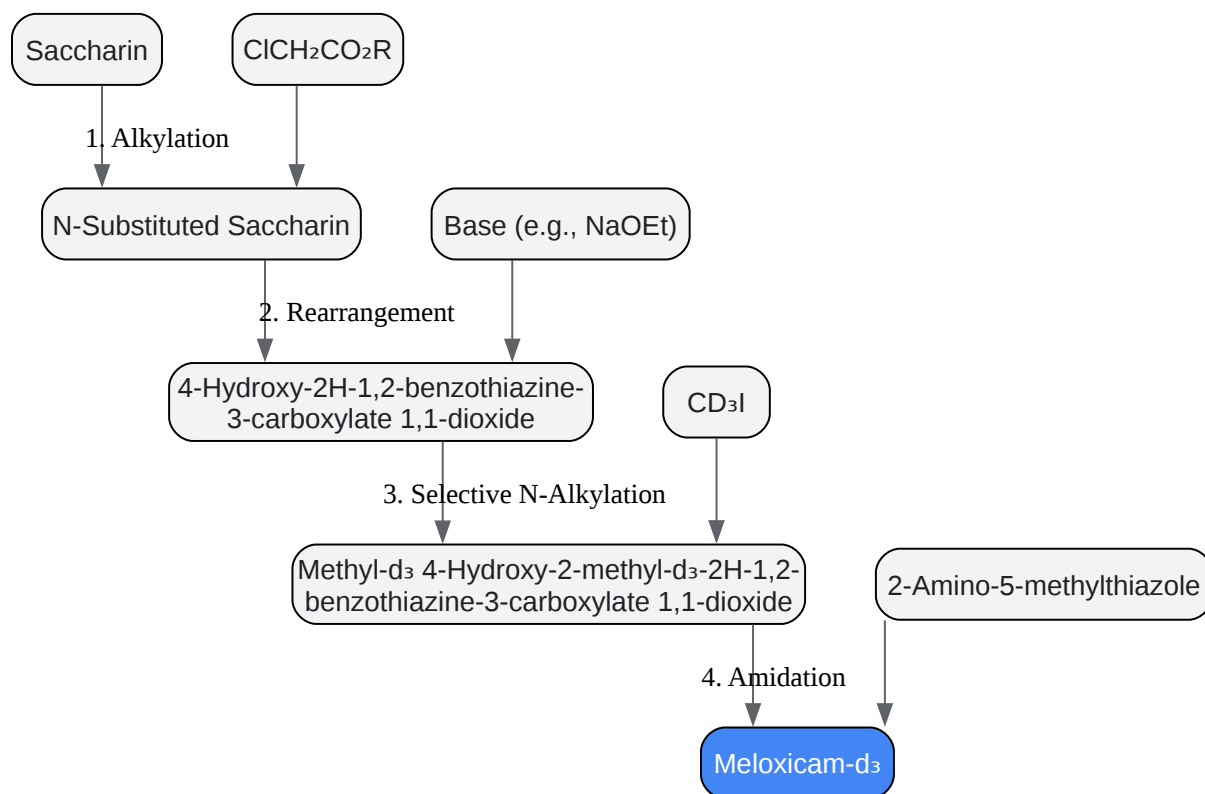 Saccharin
ClCH₂CO₂R
1. Alkylation
N-Substituted Saccharin
Base (e.g., NaOEt)
2. Rearrangement
4-Hydroxy-2H-1,2-benzothiazine-
3-carboxylate 1,1-dioxide
CD₃I
3. Selective N-Alkylation
Methyl-d₃ 4-Hydroxy-2-methyl-d₃-2H-1,2-
benzothiazine-3-carboxylate 1,1-dioxide
2-Amino-5-methylthiazole
4. Amidation
Meloxicam-d₃